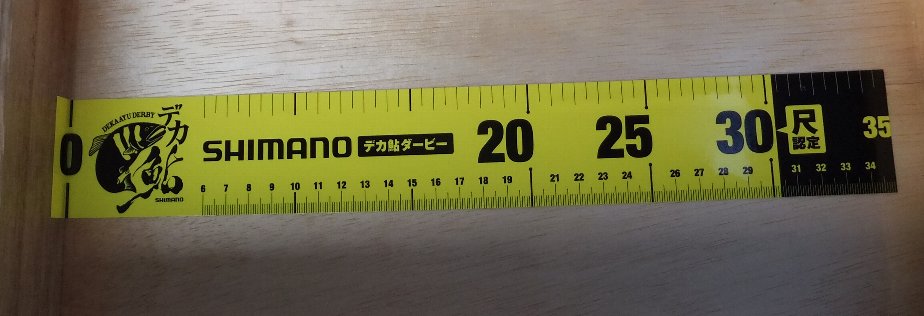 0
DEKA AYU DERBY
デカ鮎
SHIMANO
SHIMANO デカ鮎ダービー
20 25 30 尺認定 35
6 7 8 9 10 11 12 13 14 15 16 17 18 19 21 22 23 24 26 27 28 29 31 32 33 34